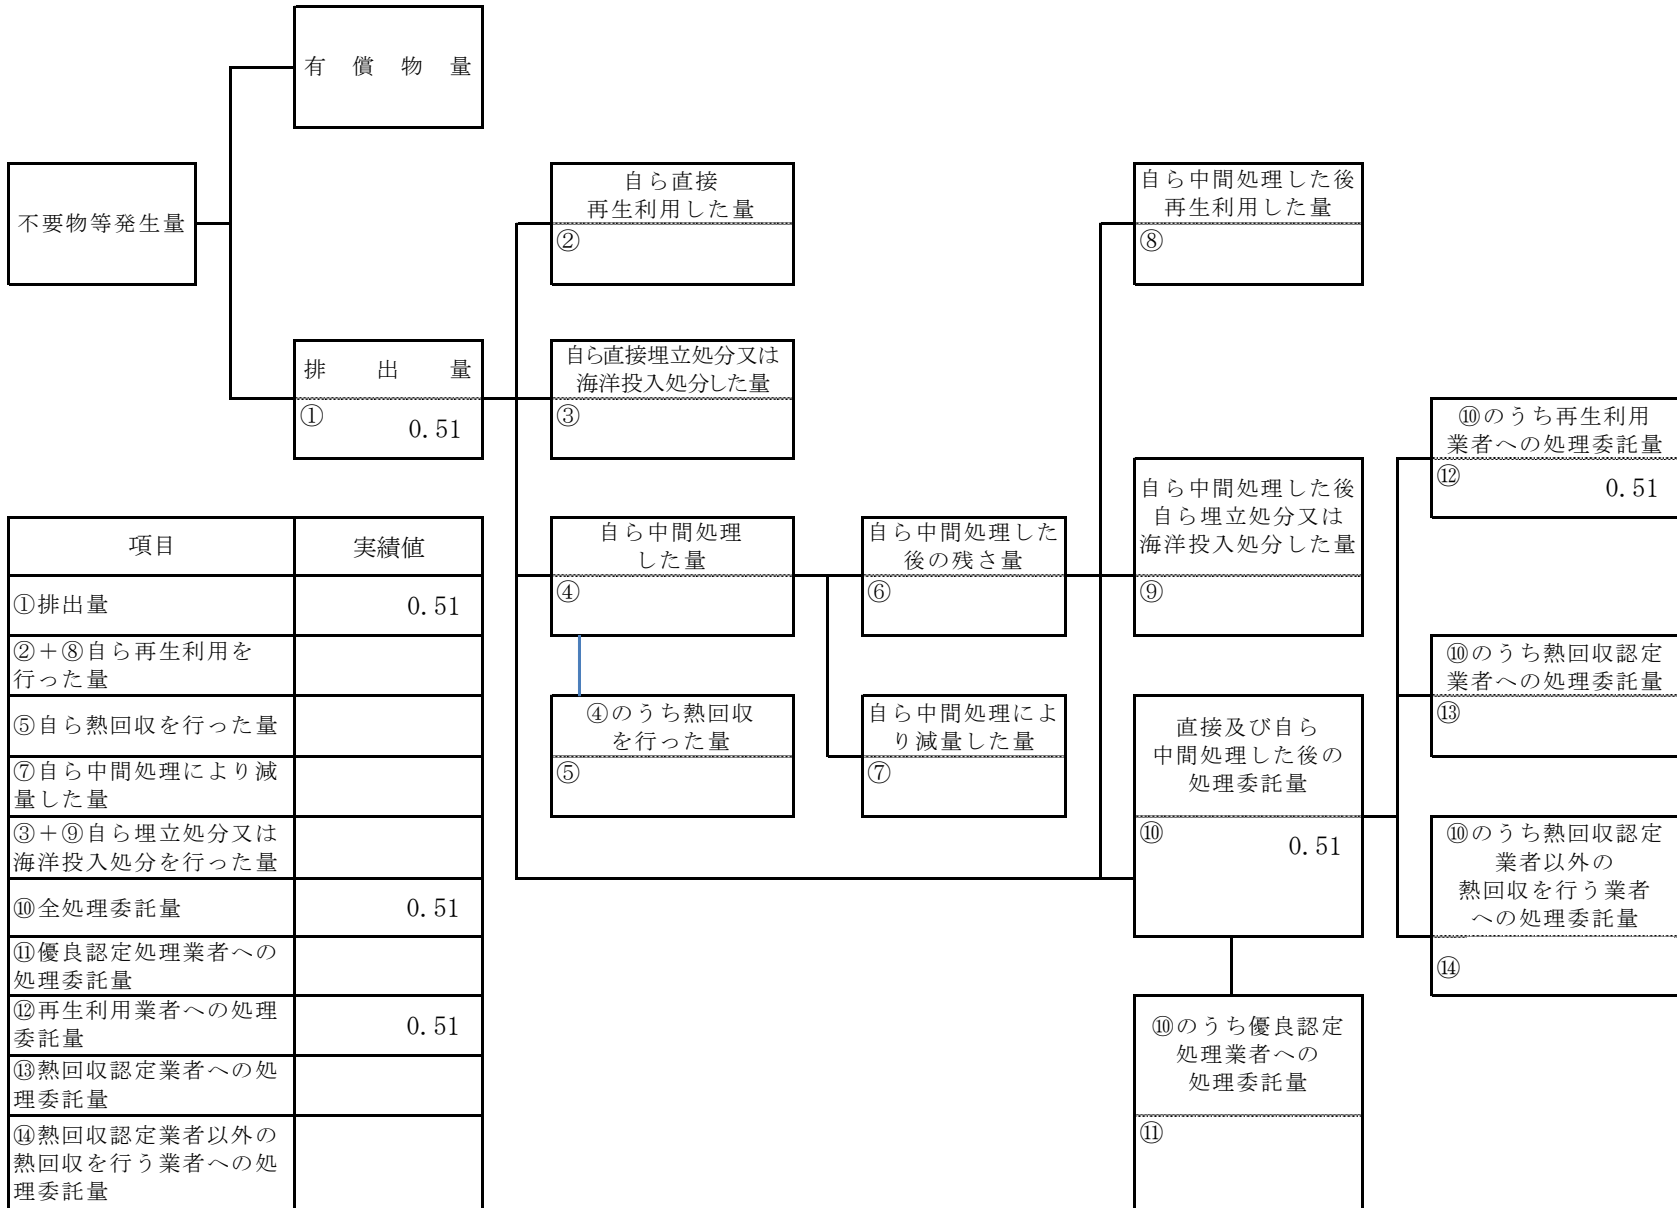 有償物量
不要物等発生量
排出量
①
0.51
自ら直接
再生利用した量
②
自ら直接埋立処分又は
海洋投入処分した量
③
自ら中間処理
した量
④
④のうち熱回収
を行った量
⑤
自ら中間処理した
後の残さ量
⑥
自ら中間処理によ
り減量した量
⑦
自ら中間処理した後
再生利用した量
⑧
自ら中間処理した後
自ら埋立処分又は
海洋投入処分した量
⑨
直接及び自ら
中間処理した後の
処理委託量
⑩
0.51
⑩のうち優良認定
処理業者への
処理委託量
⑪
⑩のうち再生利用
業者への処理委託量
⑫
0.51
⑩のうち熱回収認定
業者への処理委託量
⑬
⑩のうち熱回収認定
業者以外の
熱回収を行う業者
への処理委託量
⑭
項目 実績値
①排出量 0.51
②＋⑧自ら再生利用を
行った量
⑤自ら熱回収を行った量
⑦自ら中間処理により減
量した量
③＋⑨自ら埋立処分又は
海洋投入処分を行った量
⑩全処理委託量 0.51
⑪優良認定処理業者への
処理委託量
⑫再生利用業者への処理
委託量 0.51
⑬熱回収認定業者への処
理委託量
⑭熱回収認定業者以外の
熱回収を行う業者への処
理委託量